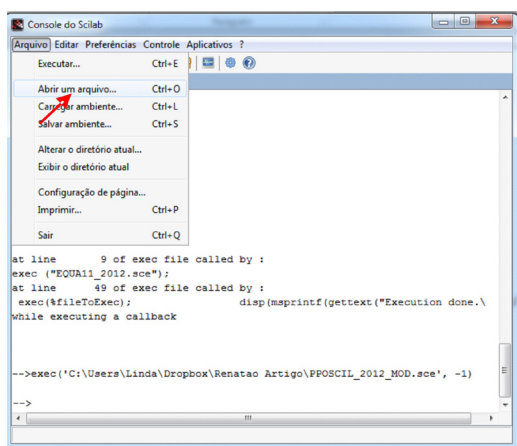 Console do Scilab
Arquivo Editar Preferências Controle Aplicativos ?
Executar... Ctrl+E
Abrir um arquivo... Ctrl+O
Carregar ambiente... Ctrl+L
Salvar ambiente... Ctrl+S
Alterar o diretório atual...
Exibir o diretório atual
Configuração de página...
Imprimir... Ctrl+P
Sair Ctrl+Q
at line 9 of exec file called by :
exec ("EQUA11_2012.sce");
at line 49 of exec file called by :
exec(%fileToExec); disp(msprintf(gettext("Execution done.\
while executing a callback
-->exec('C:\Users\Linda\Dropbox\Renatao Artigo\PPOSCIL_2012_MOD.sce', -1)
-->